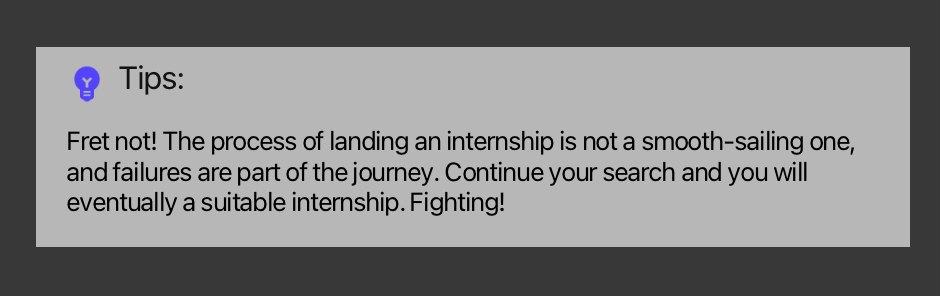 Tips:
Fret not! The process of landing an internship is not a smooth-sailing one,
and failures are part of the journey. Continue your search and you will
eventually a suitable internship. Fighting!